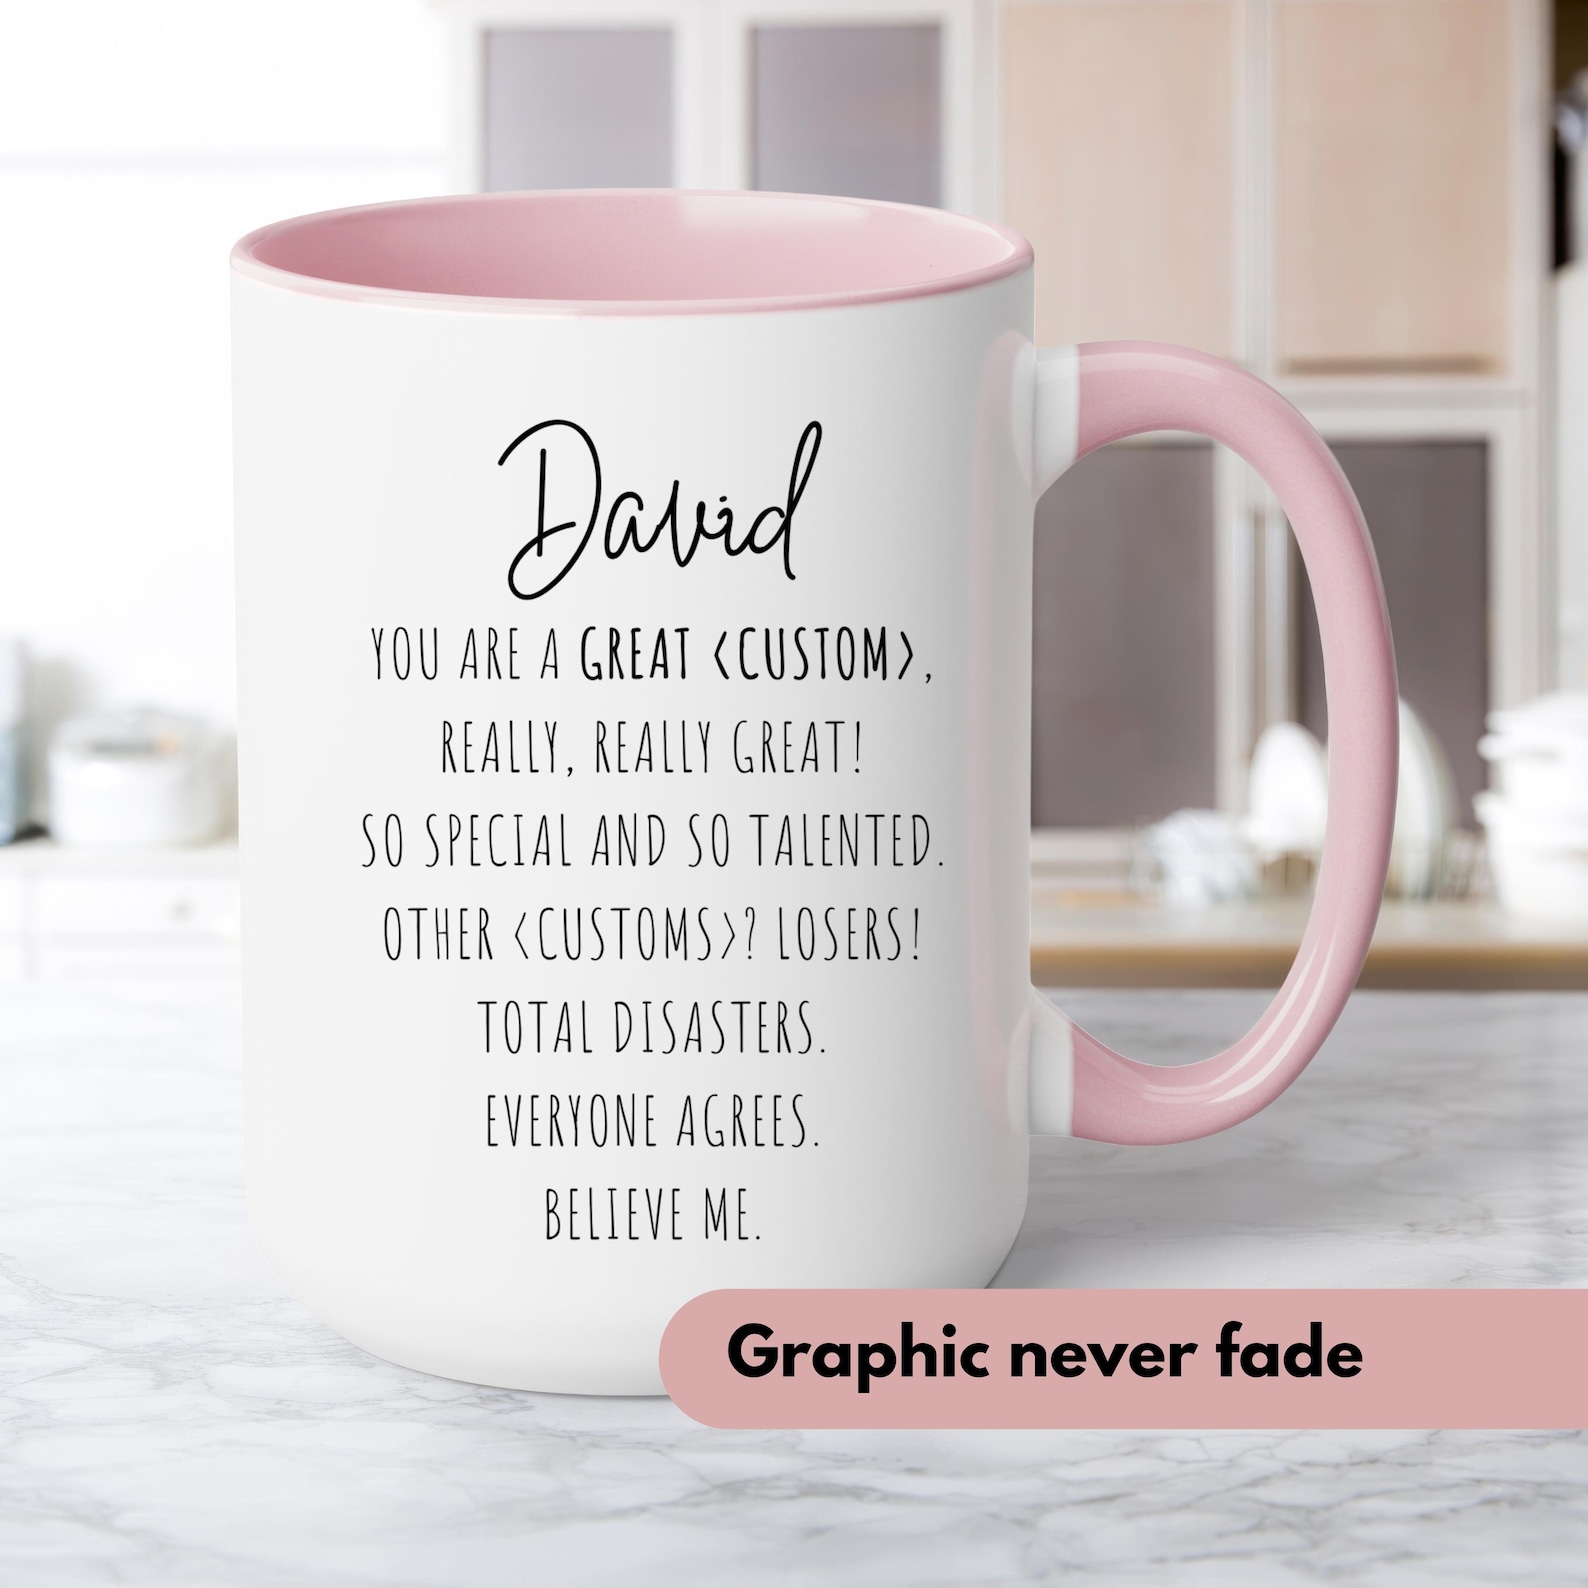 David
YOU ARE A GREAT <CUSTOM>,
REALLY, REALLY GREAT!
SO SPECIAL AND SO TALENTED.
OTHER <CUSTOMS>? LOSERS!
TOTAL DISASTERS.
EVERYONE AGREES.
BELIEVE ME.
Graphic never fade